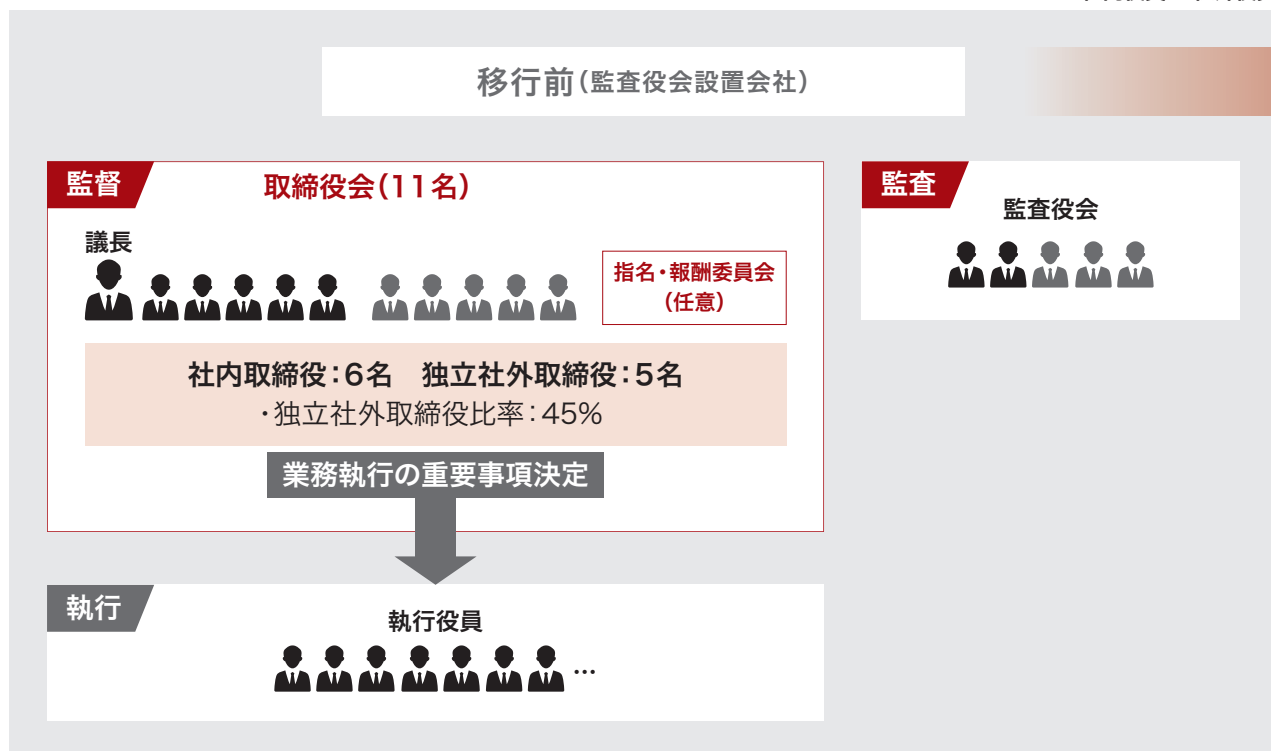 移行前(監査役会設置会社)
監督
取締役会(11名)
議長
指名・報酬委員会
(任意)
社内取締役:6名 独立社外取締役:5名
・独立社外取締役比率:45%
業務執行の重要事項決定
監査
監査役会
執行
執行役員
…